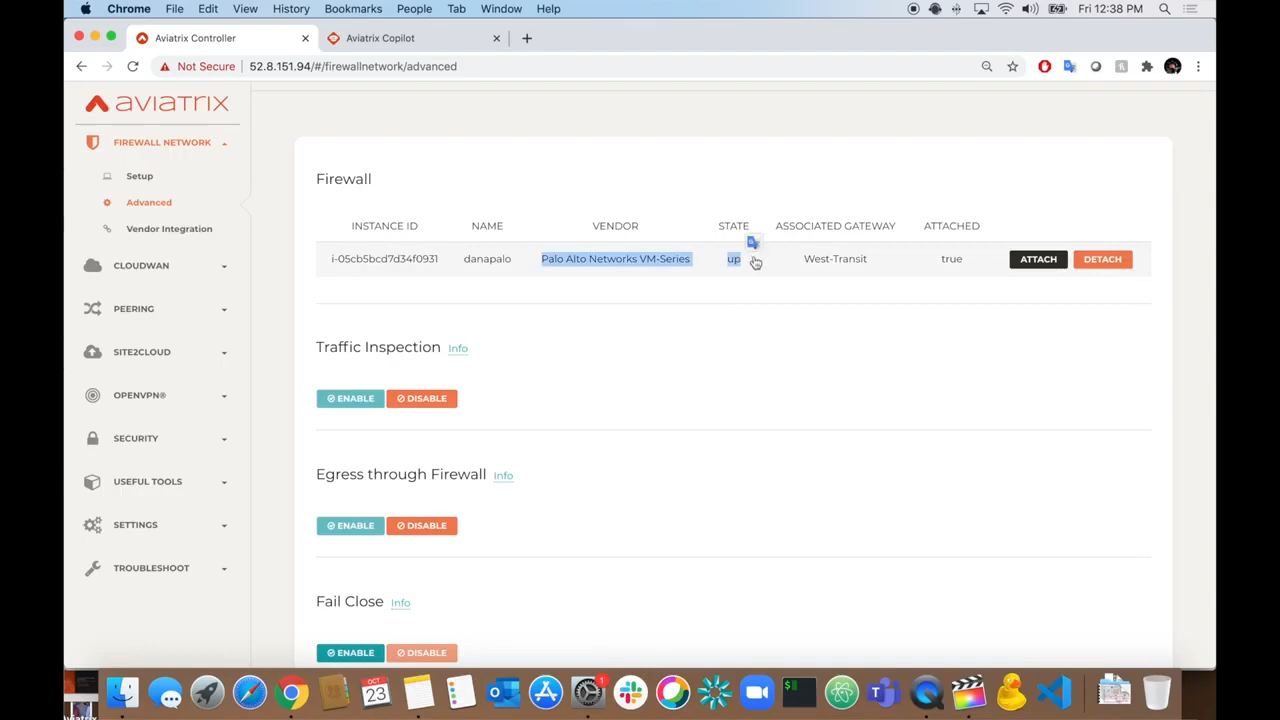 Chrome File Edit View History Bookmarks People Tab Window Help Fri 12:38 PM
Aviatrix Controller Aviatrix Copilot
Not Secure 52.8.151.94/#/firewallnetwork/advanced
AVIATRIX
FIREWALL NETWORK
Setup
Advanced
Vendor Integration
CLOUDWAN
PEERING
SITE2CLOUD
OPENVPN®
SECURITY
USEFUL TOOLS
SETTINGS
TROUBLESHOOT
Firewall
INSTANCE ID NAME VENDOR STATE ASSOCIATED GATEWAY ATTACHED
i-05cb5bcd7d34f0931 danapalo Palo Alto Networks VM-Series up West-Transit true ATTACH DETACH
Traffic Inspection Info
ENABLE DISABLE
Egress through Firewall Info
ENABLE DISABLE
Fail Close Info
ENABLE DISABLE
OCT
23
1
$